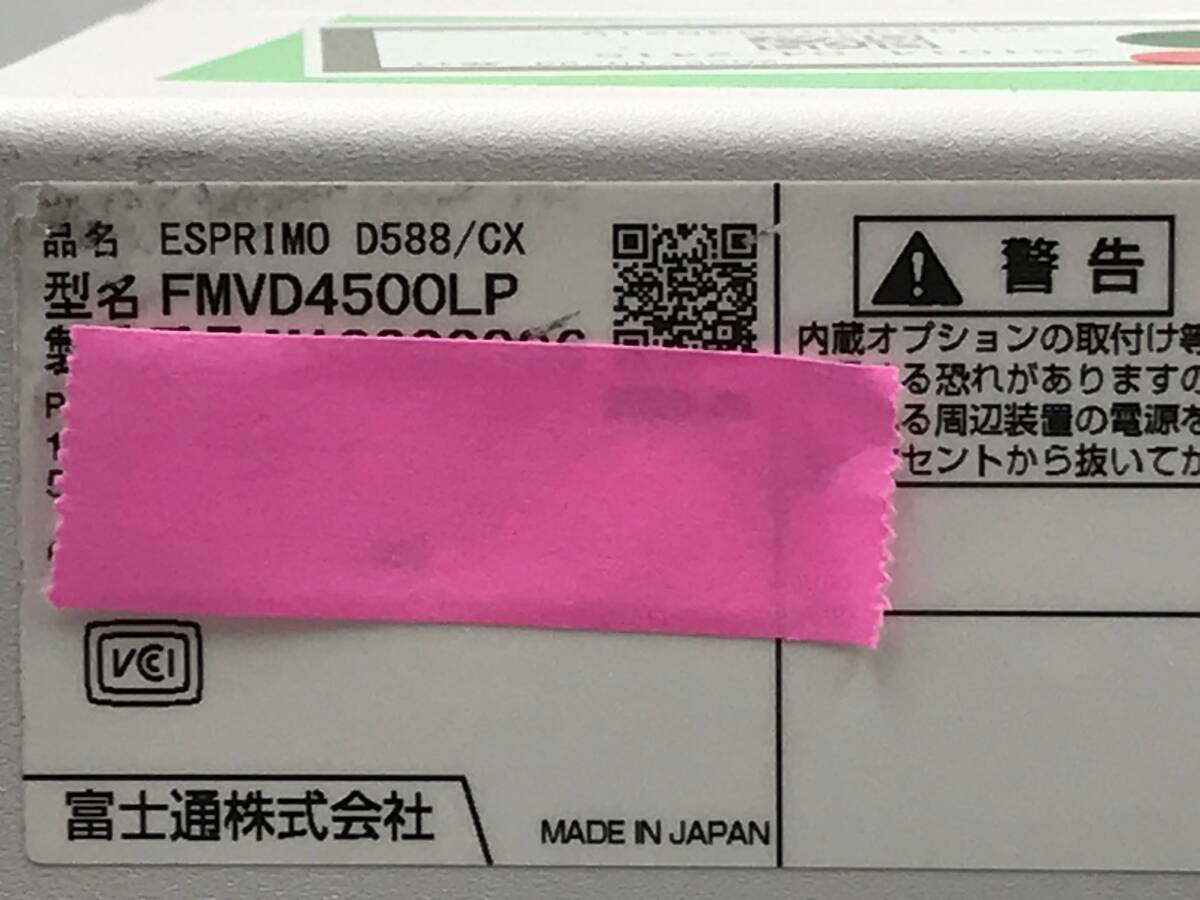 品名 ESPRIMO D588/CX
型名 FMVD4500LP
製
VCCI
富士通株式会社
MADE IN JAPAN
警告
内蔵オプションの取付け等
る恐れがありますの
る周辺装置の電源を
セントから抜いてか